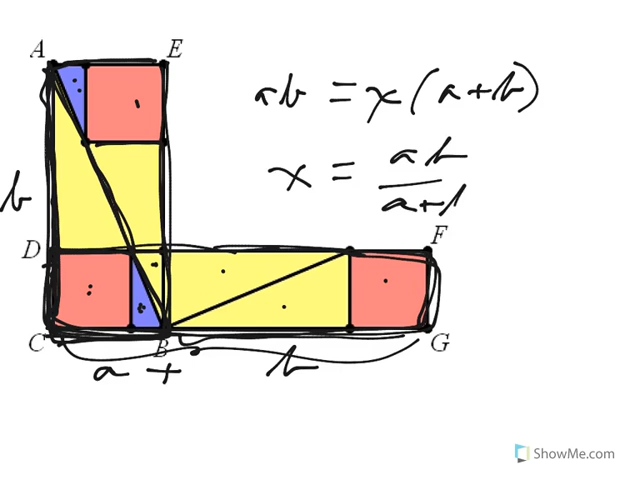 A E
ab = x(a+b)
x = ab/a+b
b
D F
C B G
a + b
ShowMe.com